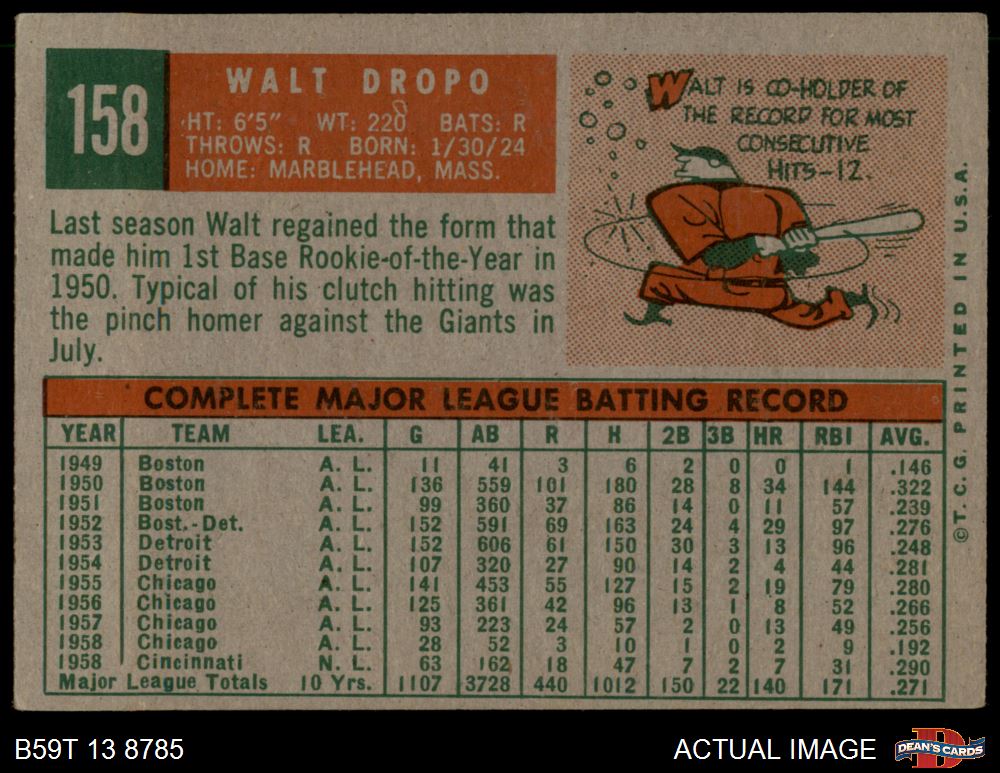 158
WALT DROPO
HT: 6'5" WT: 220 BATS: R
THROWS: R BORN: 1/30/24
HOME: MARBLEHEAD, MASS.
WALT IS CO-HOLDER OF
THE RECORD FOR MOST
CONSECUTIVE
HITS-12.
Last season Walt regained the form that
made him 1st Base Rookie-of-the-Year in
1950. Typical of his clutch hitting was
the pinch homer against the Giants in
July.
COMPLETE MAJOR LEAGUE BATTING RECORD
YEAR TEAM LEA. G AB R H 2B 3B HR RBI AVG.
1949 Boston A. L. 11 41 3 6 2 0 0 1 .146
1950 Boston A. L. 136 559 101 180 28 8 34 144 .322
1951 Boston A. L. 99 360 37 86 14 0 11 57 .239
1952 Bost.-Det. A. L. 152 591 69 163 24 4 29 97 .276
1953 Detroit A. L. 152 606 61 150 30 3 13 96 .248
1954 Detroit A. L. 107 320 27 90 14 2 4 44 .281
1955 Chicago A. L. 141 453 55 127 15 2 19 79 .280
1956 Chicago A. L. 125 361 42 96 13 1 8 52 .266
1957 Chicago A. L. 93 223 24 57 2 0 13 49 .256
1958 Chicago A. L. 28 52 3 10 1 0 2 9 .192
1958 Cincinnati N. L. 63 162 18 47 7 2 7 31 .290
Major League Totals 10 Yrs. 1107 3728 440 1012 150 22 140 171 .271
© T. C. G. PRINTED IN U.S.A.
B59T 13 8785
ACTUAL IMAGE
D
DEAN'S CARDS